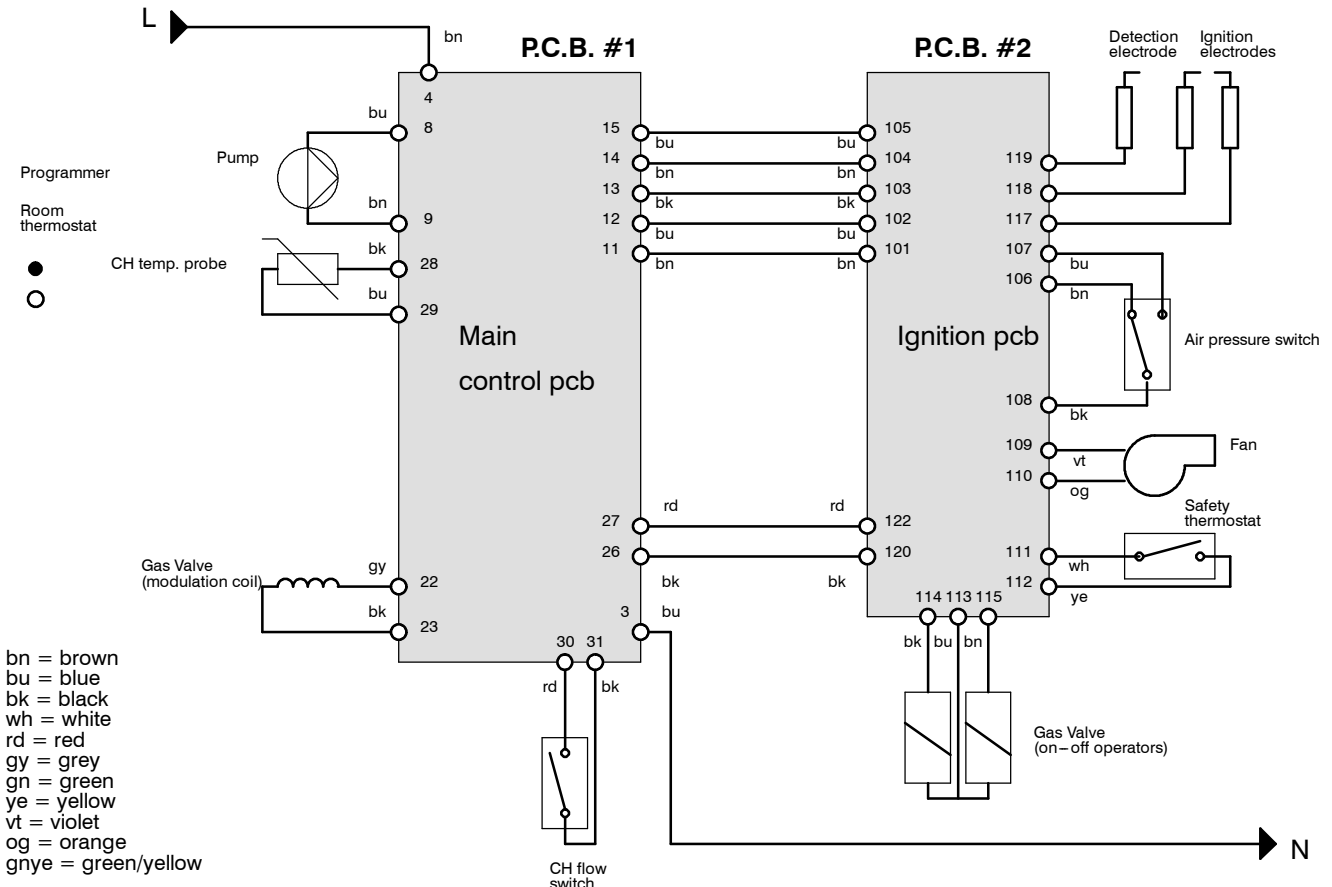 L
bn
P.C.B. #1
P.C.B. #2
Detection
electrode
Ignition
electrodes
4
bu
8
Pump
bn
9
Programmer
Room
thermostat
CH temp. probe
bk
28
bu
29
15
bu
bu
105
14
bn
bn
104
13
bk
bk
103
12
bu
bu
102
11
bn
bn
101
119
118
117
107
bu
106
bn
Air pressure switch
Main
control pcb
Ignition pcb
108
bk
109
vt
110
og
Fan
Safety
thermostat
27
rd
rd
122
26
bk
bk
120
111
wh
112
ye
Gas Valve
(modulation coil)
gy
22
bk
23
3
bu
30
31
rd
bk
114
113
115
bk
bu
bn
Gas Valve
(on-off operators)
bn = brown
bu = blue
bk = black
wh = white
rd = red
gy = grey
gn = green
ye = yellow
vt = violet
og = orange
gnye = green/yellow
CH flow
switch
N